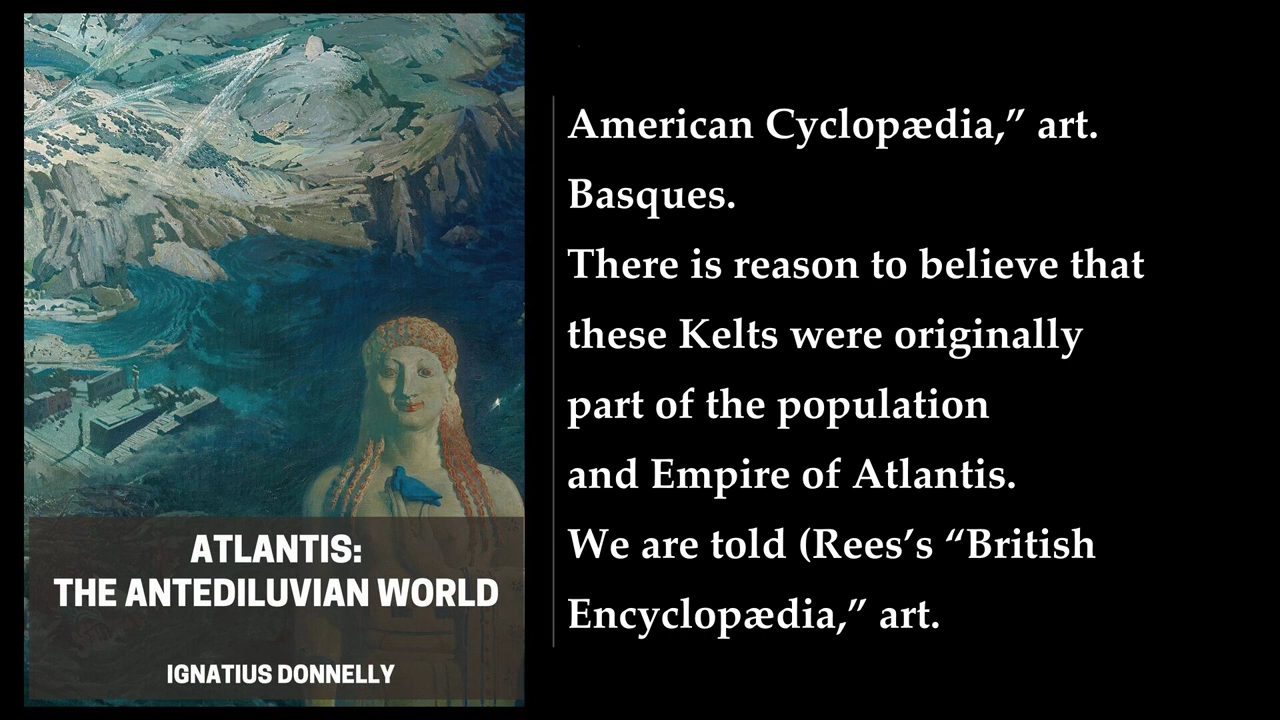 ATLANTIS:
THE ANTEDILUVIAN WORLD
IGNATIUS DONNELLY
American Cyclopædia,” art.
Basques.
There is reason to believe that
these Kelts were originally
part of the population
and Empire of Atlantis.
We are told (Rees’s “British
Encyclopædia,” art.